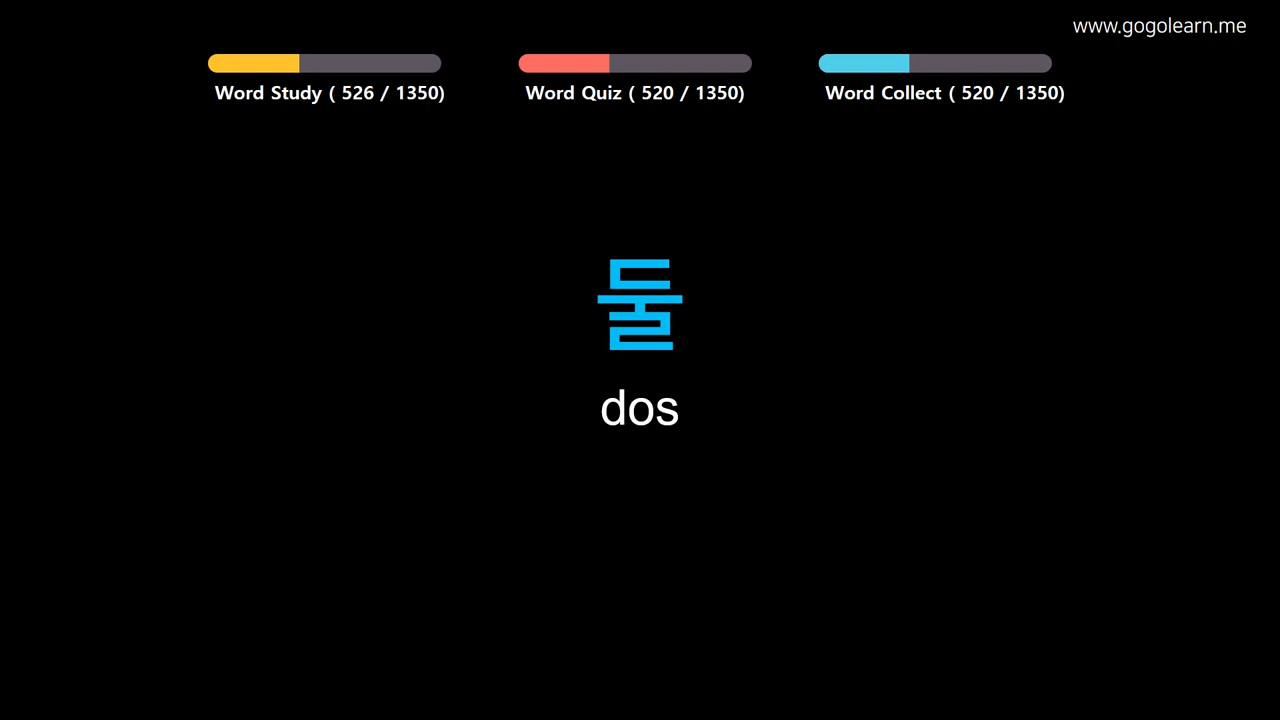 www.gogolearn.me
Word Study ( 526 / 1350)
Word Quiz ( 520 / 1350)
Word Collect ( 520 / 1350)
둘
dos